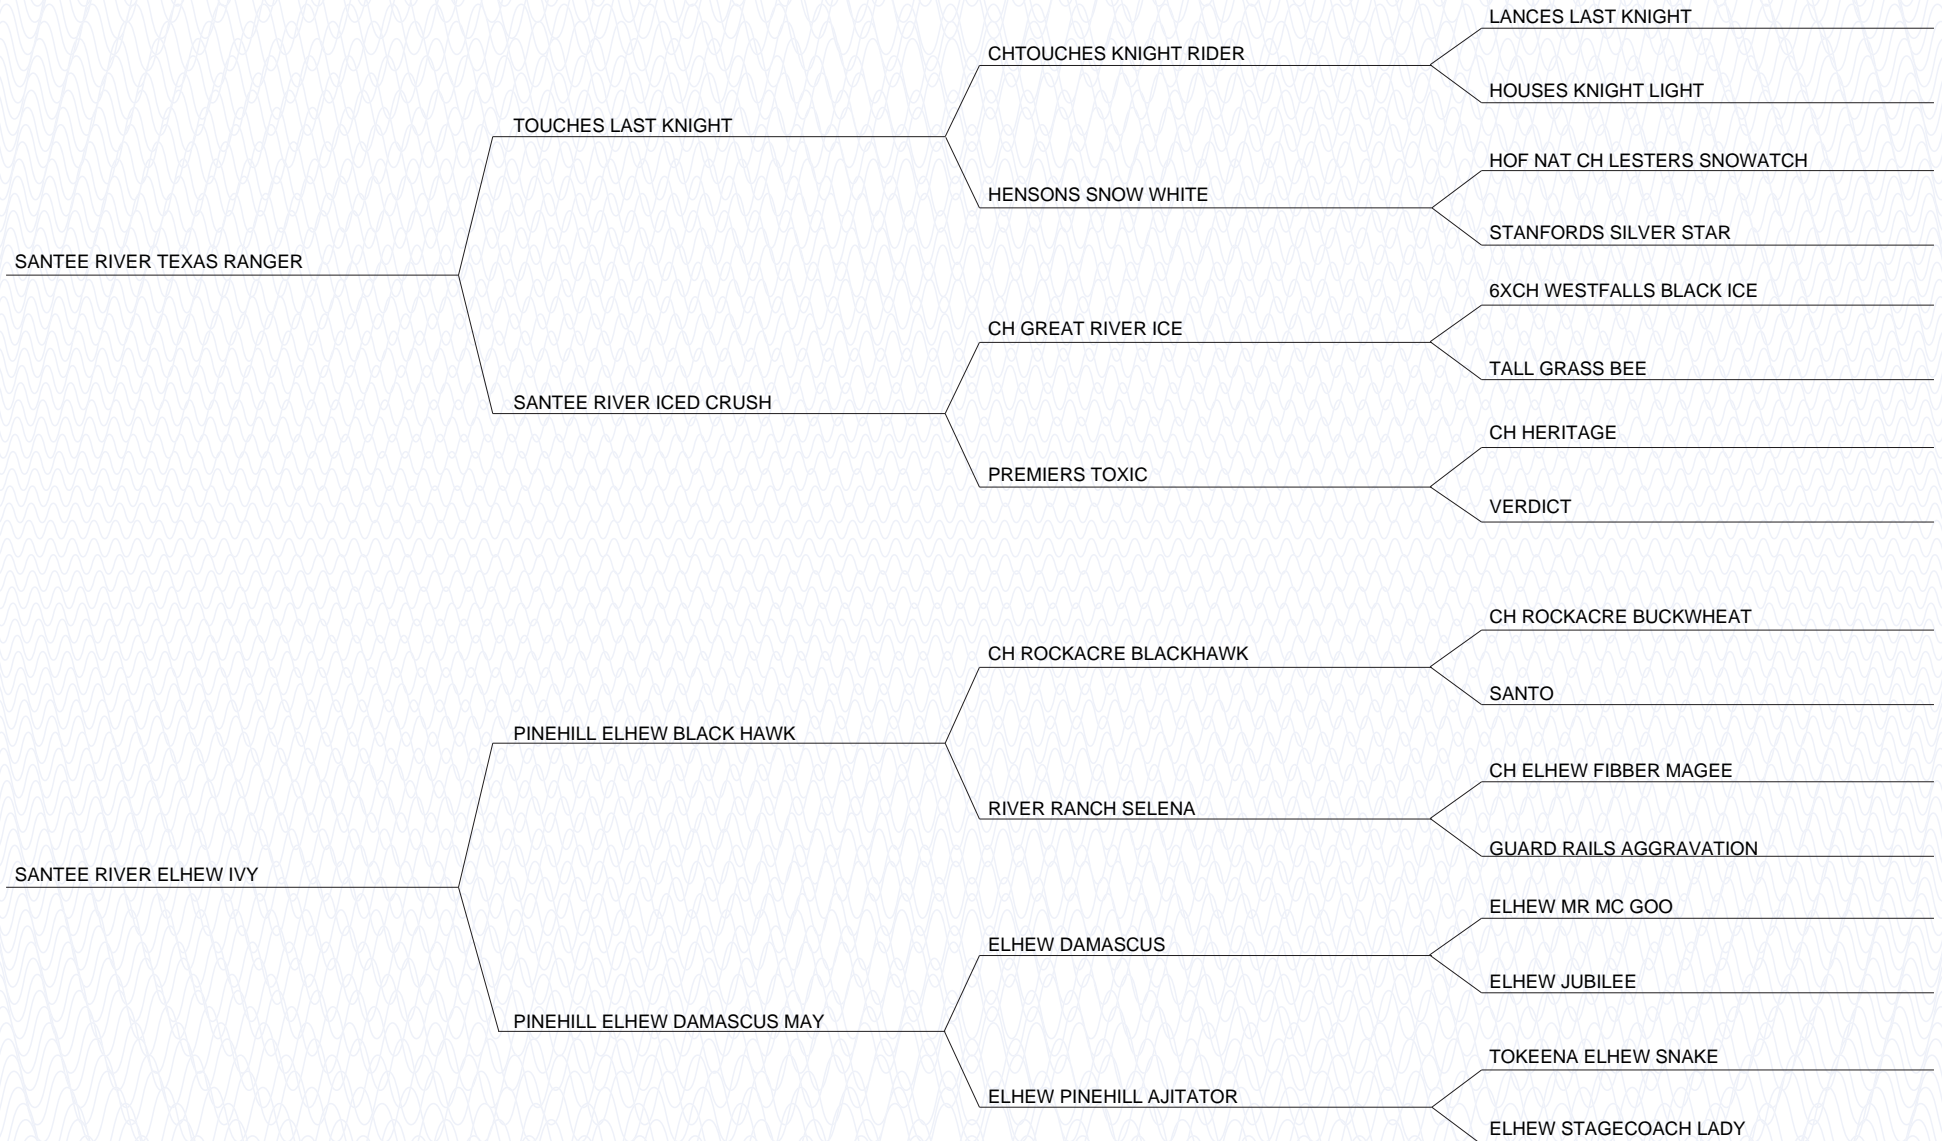 LANCES LAST KNIGHT
CHTOUCHES KNIGHT RIDER
HOUSES KNIGHT LIGHT
TOUCHES LAST KNIGHT
HOF NAT CH LESTERS SNOWATCH
HENSONS SNOW WHITE
STANFORDS SILVER STAR
SANTEE RIVER TEXAS RANGER
6XCH WESTFALLS BLACK ICE
CH GREAT RIVER ICE
TALL GRASS BEE
SANTEE RIVER ICED CRUSH
CH HERITAGE
PREMIERS TOXIC
VERDICT
CH ROCKACRE BUCKWHEAT
CH ROCKACRE BLACKHAWK
SANTO
PINEHILL ELHEW BLACK HAWK
CH ELHEW FIBBER MAGEE
RIVER RANCH SELENA
GUARD RAILS AGGRAVATION
SANTEE RIVER ELHEW IVY
ELHEW MR MC GOO
ELHEW DAMASCUS
ELHEW JUBILEE
PINEHILL ELHEW DAMASCUS MAY
TOKEENA ELHEW SNAKE
ELHEW PINEHILL AJITATOR
ELHEW STAGECOACH LADY